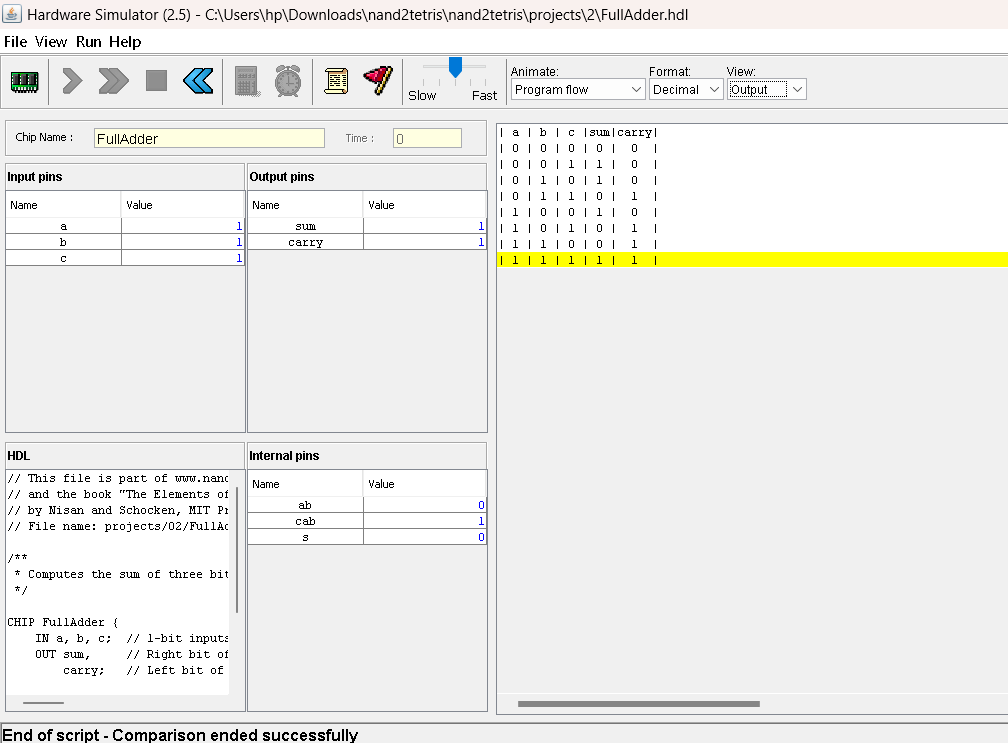 Hardware Simulator (2.5) - C:\Users\hp\Downloads\nand2tetris\nand2tetris\projects\2\FullAdder.hdl
File View Run Help
Slow Fast
Animate: Format: View:
Program flow Decimal Output
Chip Name : FullAdder Time : 0
Input pins
Name Value
a 1
b 1
c 1
Output pins
Name Value
sum 1
carry 1
HDL
// This file is part of www.nand
// and the book "The Elements of
// by Nisan and Schocken, MIT Pr
// File name: projects/02/FullAd
/**
* Computes the sum of three bit
*/
CHIP FullAdder {
IN a, b, c; // 1-bit inputs
OUT sum, // Right bit of
carry; // Left bit of
Internal pins
Name Value
ab 0
cab 1
s 0
| a | b | c |sum|carry|
| 0 | 0 | 0 | 0 | 0 |
| 0 | 0 | 1 | 1 | 0 |
| 0 | 1 | 0 | 1 | 0 |
| 0 | 1 | 1 | 0 | 1 |
| 1 | 0 | 0 | 1 | 0 |
| 1 | 0 | 1 | 0 | 1 |
| 1 | 1 | 0 | 0 | 1 |
| 1 | 1 | 1 | 1 | 1 |
End of script - Comparison ended successfully